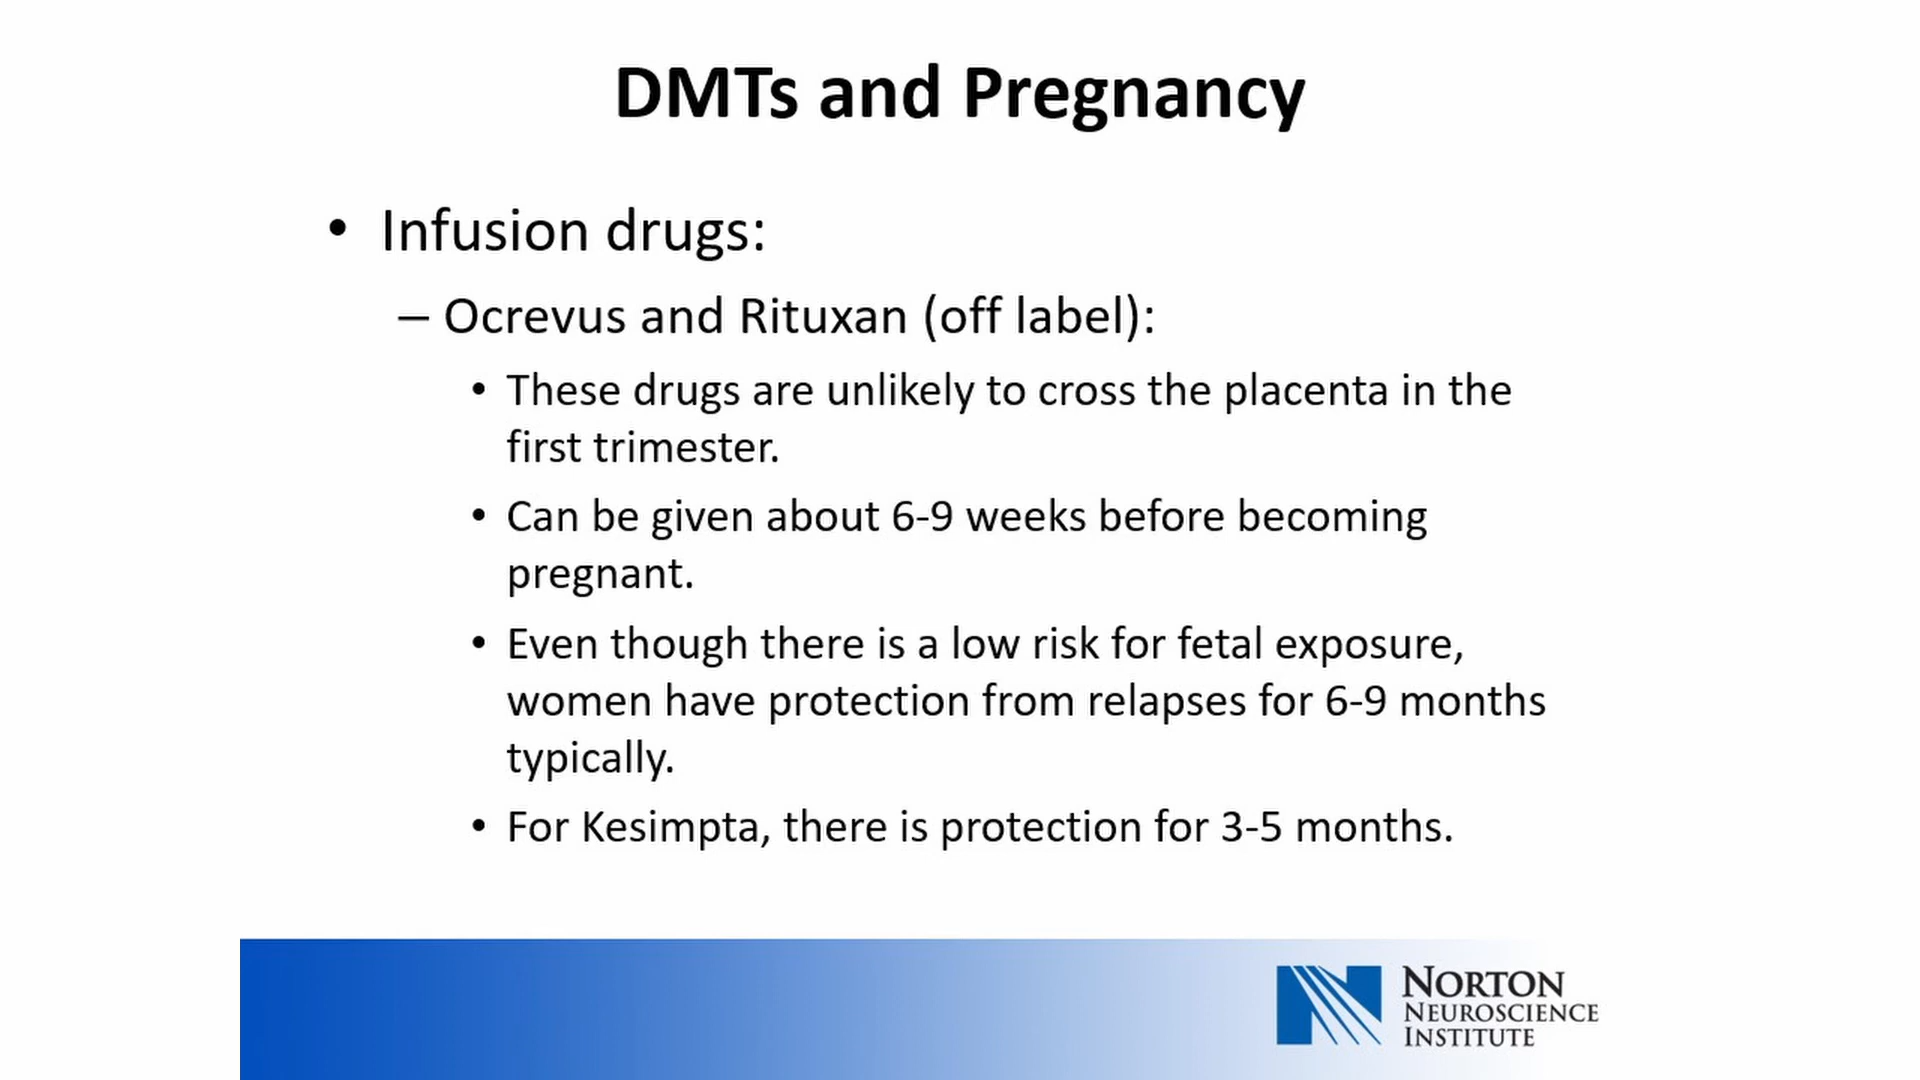 DMTs and Pregnancy
• Infusion drugs:
– Ocrevus and Rituxan (off label):
• These drugs are unlikely to cross the placenta in the
first trimester.
• Can be given about 6-9 weeks before becoming
pregnant.
• Even though there is a low risk for fetal exposure,
women have protection from relapses for 6-9 months
typically.
• For Kesimpta, there is protection for 3-5 months.
NORTON
NEUROSCIENCE
INSTITUTE